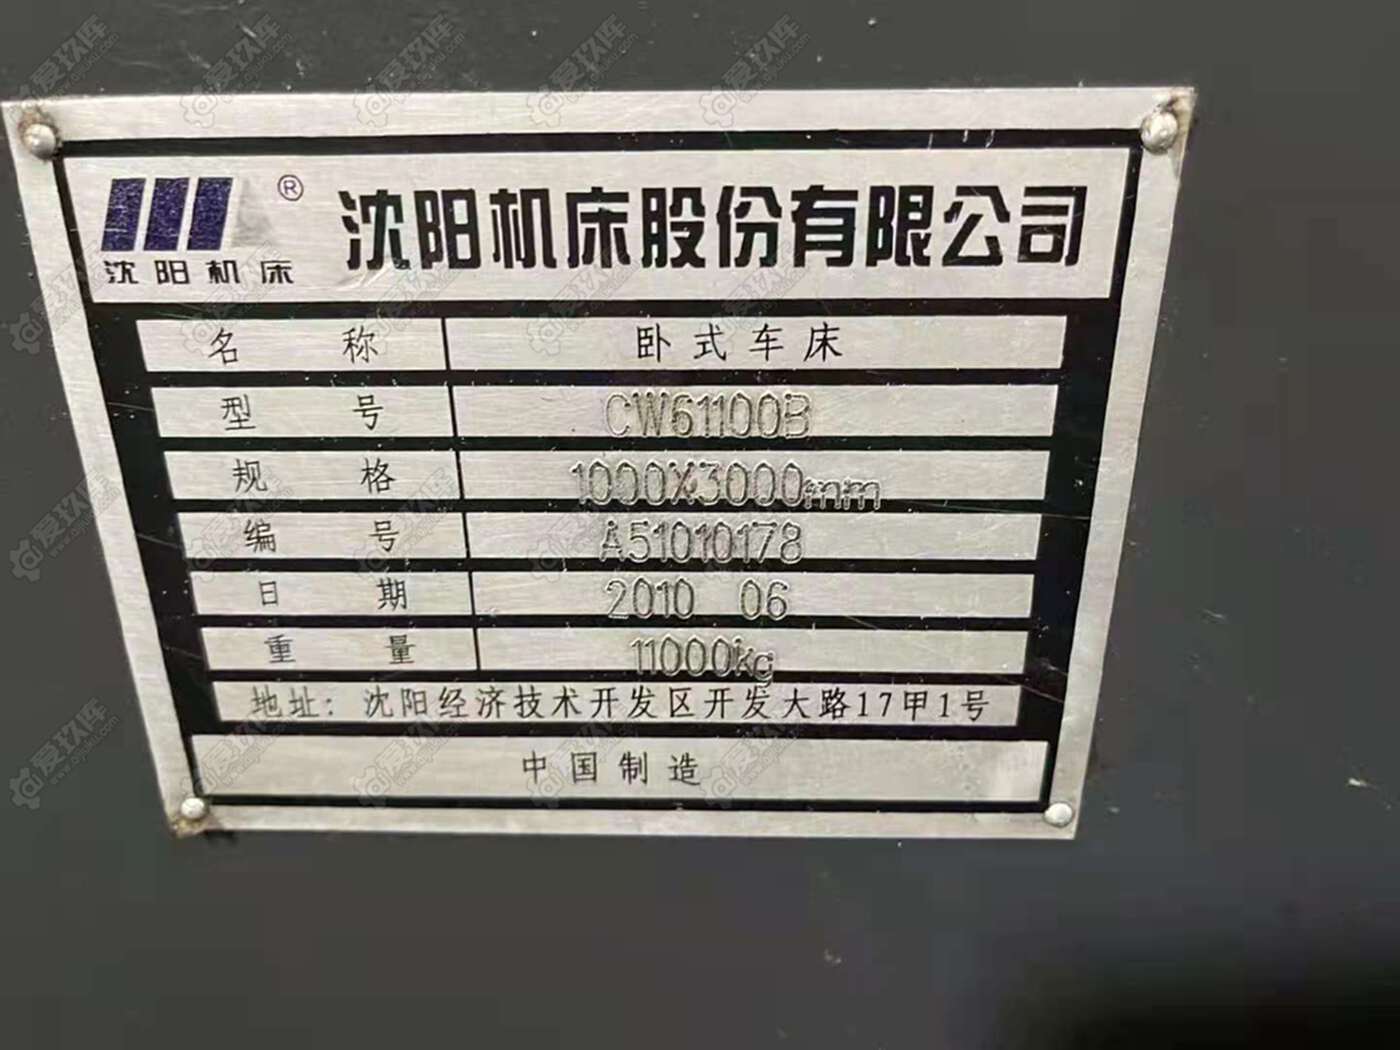 ® 沈阳机床股份有限公司
沈阳机床
名 称 卧式车床
型 号 CW61100B
规 格 1000X3000mm
编 号 A51010178
日 期 2010 06
重 量 11000kg
地址: 沈阳经济技术开发区开发大路17甲1号
中国制造